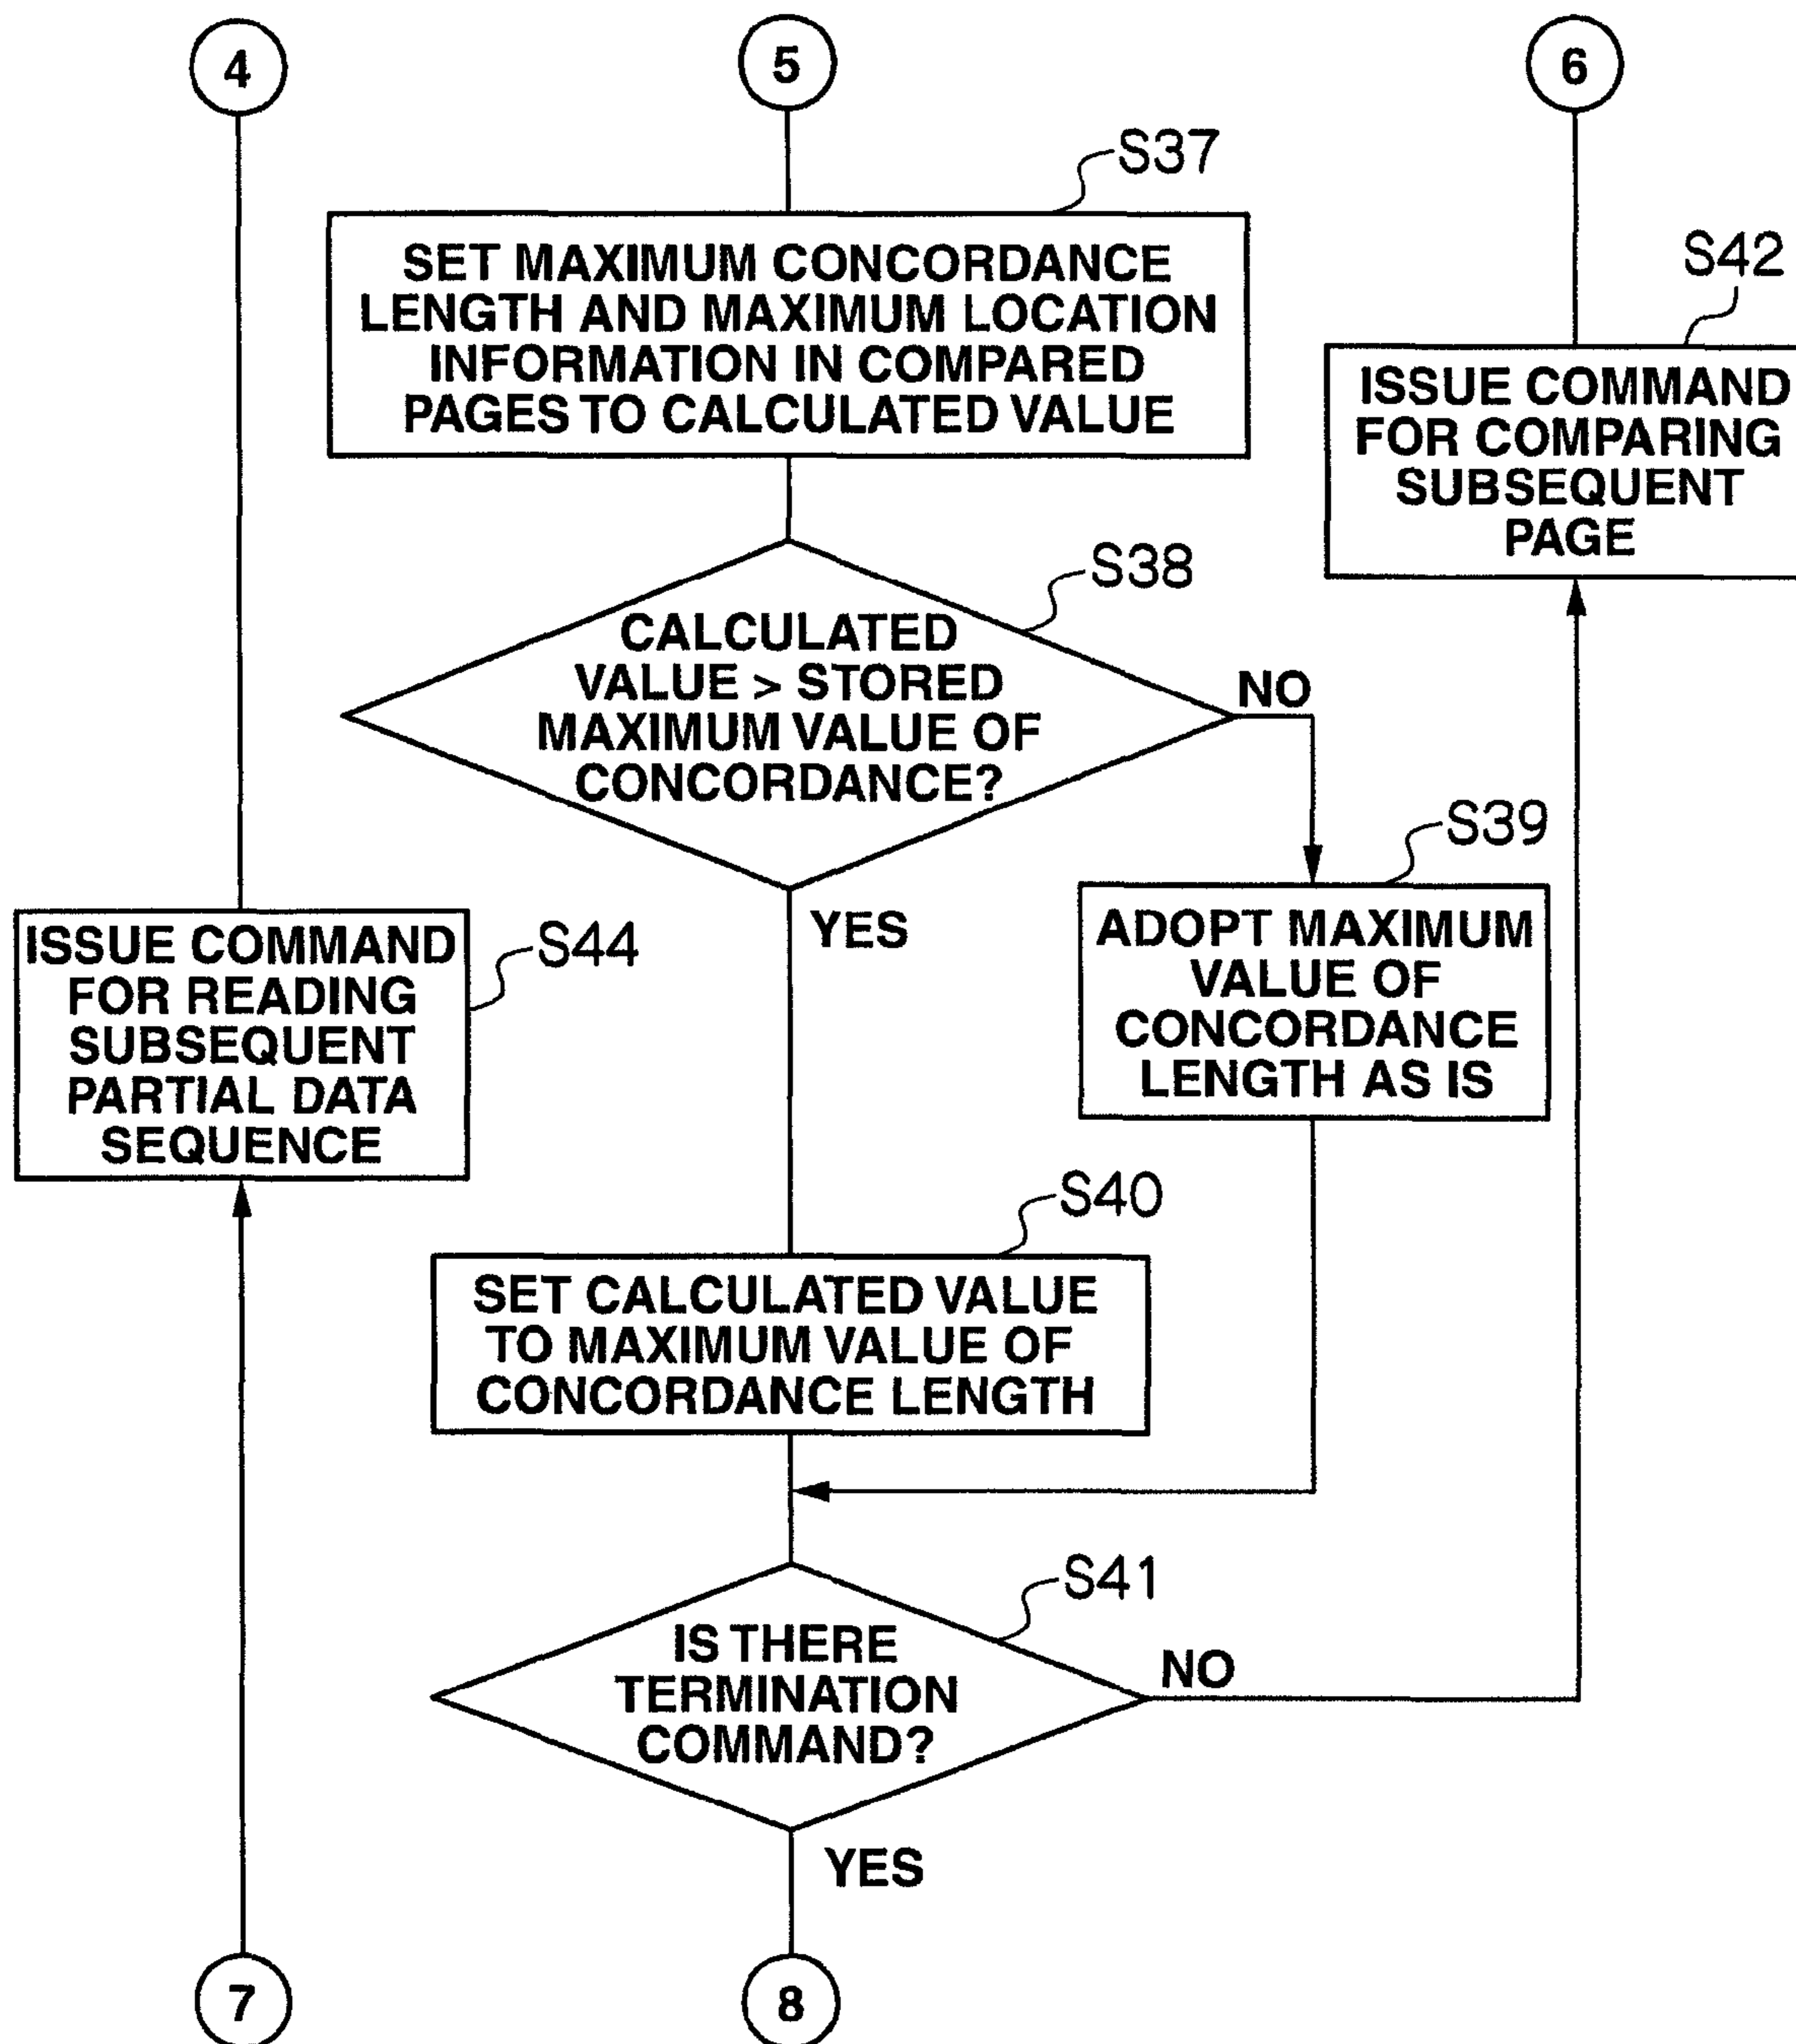 4
5
6
S37
SET MAXIMUM CONCORDANCE
LENGTH AND MAXIMUM LOCATION
INFORMATION IN COMPARED
PAGES TO CALCULATED VALUE
S42
ISSUE COMMAND
FOR COMPARING
SUBSEQUENT
PAGE
S38
CALCULATED
VALUE > STORED
MAXIMUM VALUE OF
CONCORDANCE?
NO
YES
S39
ADOPT MAXIMUM
VALUE OF
CONCORDANCE
LENGTH AS IS
S44
ISSUE COMMAND
FOR READING
SUBSEQUENT
PARTIAL DATA
SEQUENCE
S40
SET CALCULATED VALUE
TO MAXIMUM VALUE OF
CONCORDANCE LENGTH
S41
IS THERE
TERMINATION
COMMAND?
NO
YES
7
8